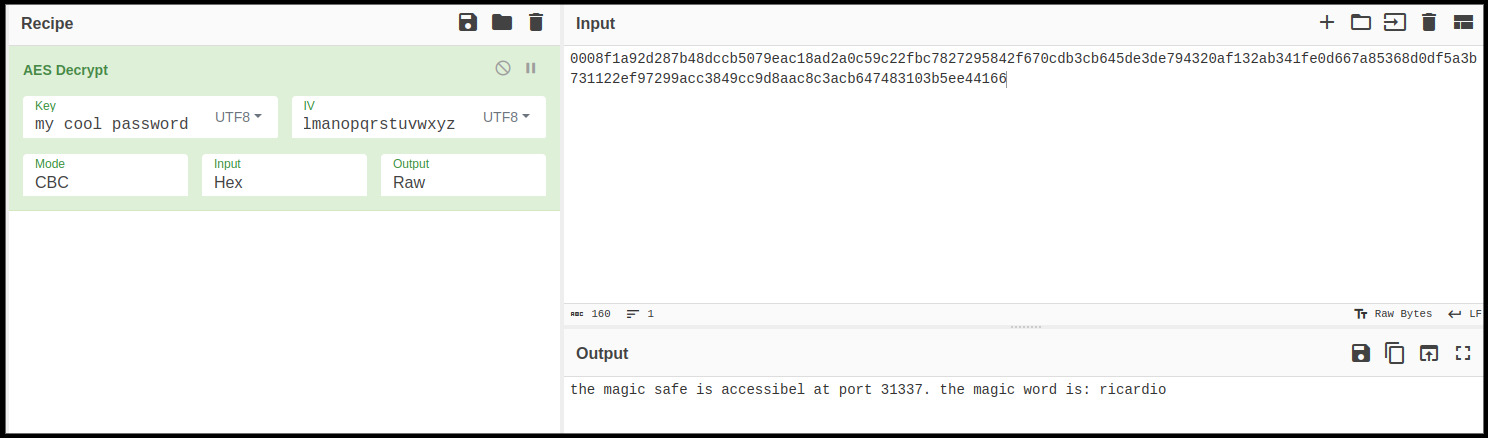 Recipe
AES Decrypt
Key
my cool password
UTF8
IV
lmanopqrstuvwxyz
UTF8
Mode
CBC
Input
Hex
Output
Raw
Input
0008f1a92d287b48dccb5079eac18ad2a0c59c22fbc7827295842f670cdb3cb645de3de794320af132ab341fe0d667a85368d0df5a3b
731122ef97299acc3849cc9d8aac8c3acb647483103b5ee44166
ABC 160 1
Raw Bytes LF
Output
the magic safe is accessibel at port 31337. the magic word is: ricardio